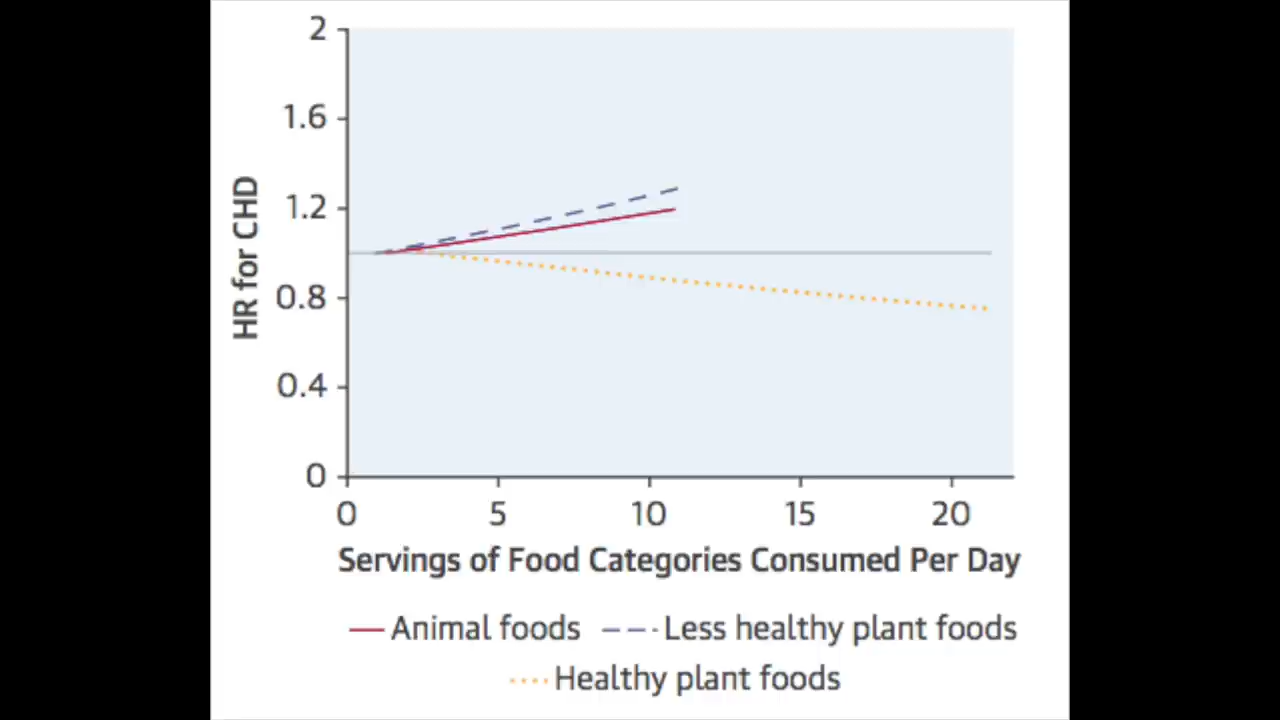 2
1.6
1.2
0.8
0.4
0
HR for CHD
0 5 10 15 20
Servings of Food Categories Consumed Per Day
Animal foods Less healthy plant foods
Healthy plant foods